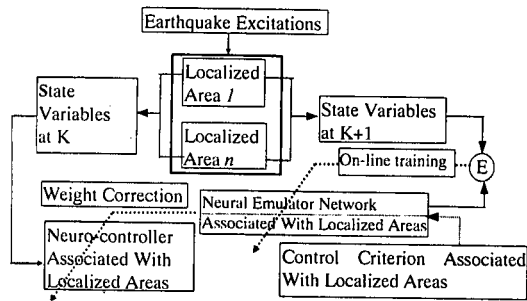 Earthquake Excitations
Localized
Area 1
State
Variables
at K
State Variables
at K+1
Localized
Area n
On-line training
E
Weight Correction
Neural Emulator Network
Associated With Localized Areas
Neuro-controller
Associated With
Localized Areas
Control Criterion Associated
With Localized Areas